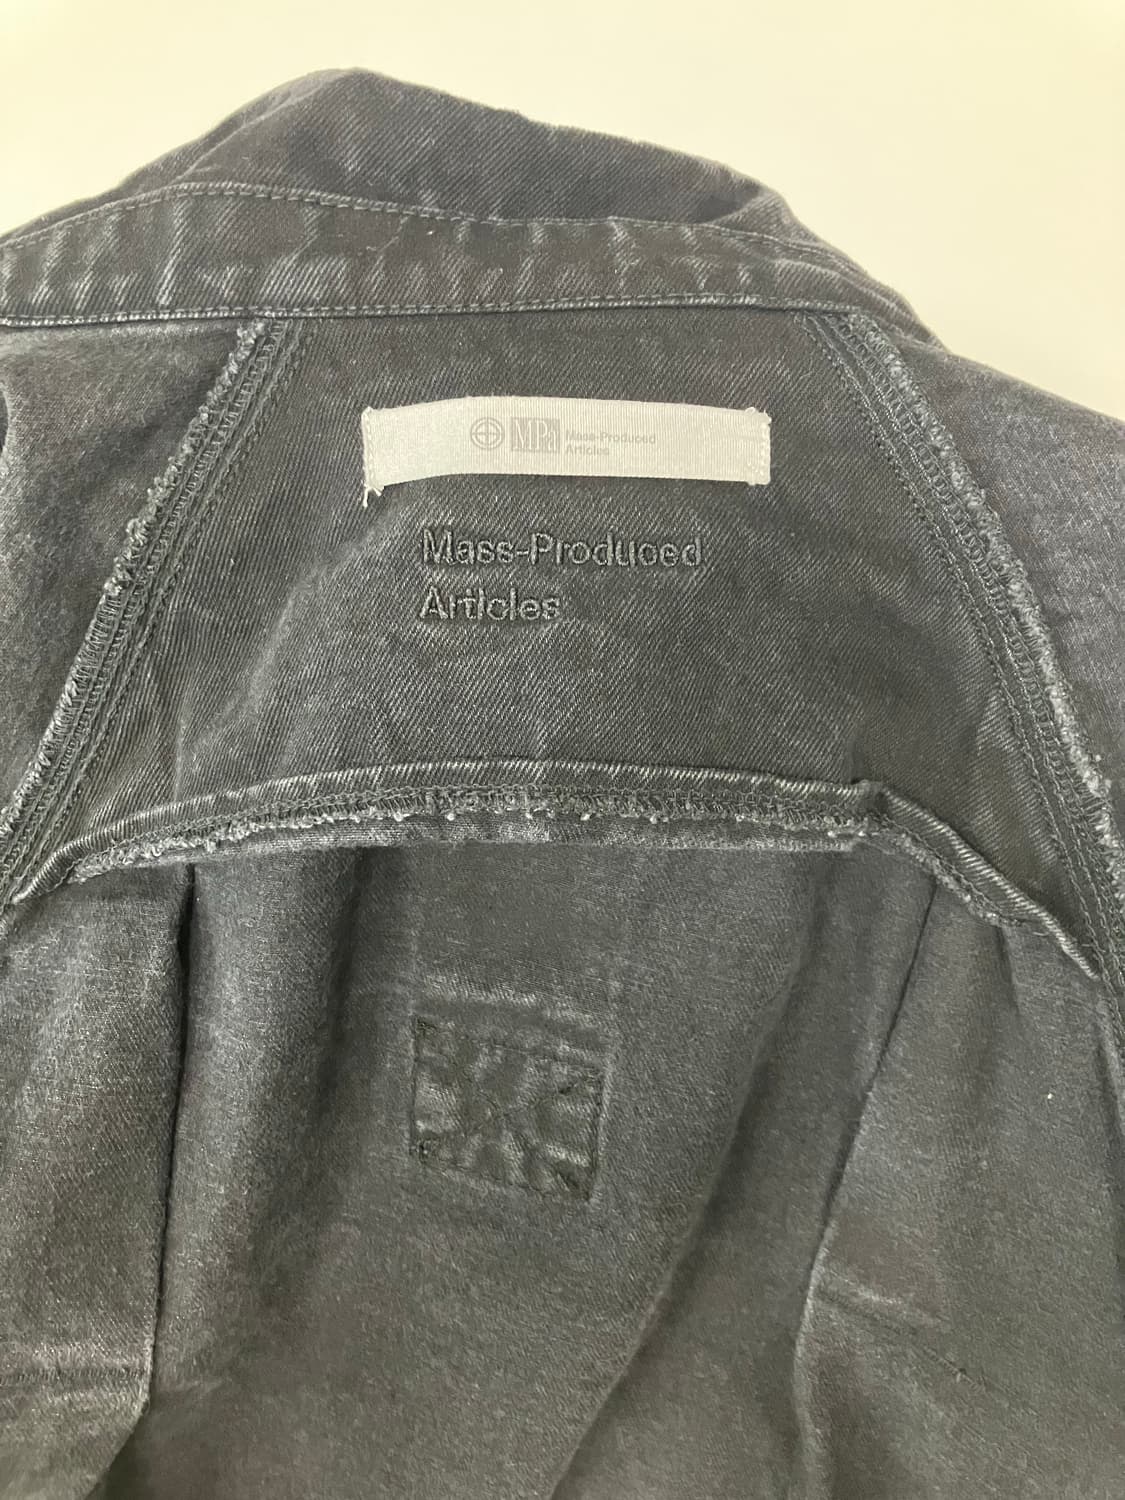 MPa Mass-Produced
Articles
Mass-Produced
Articles